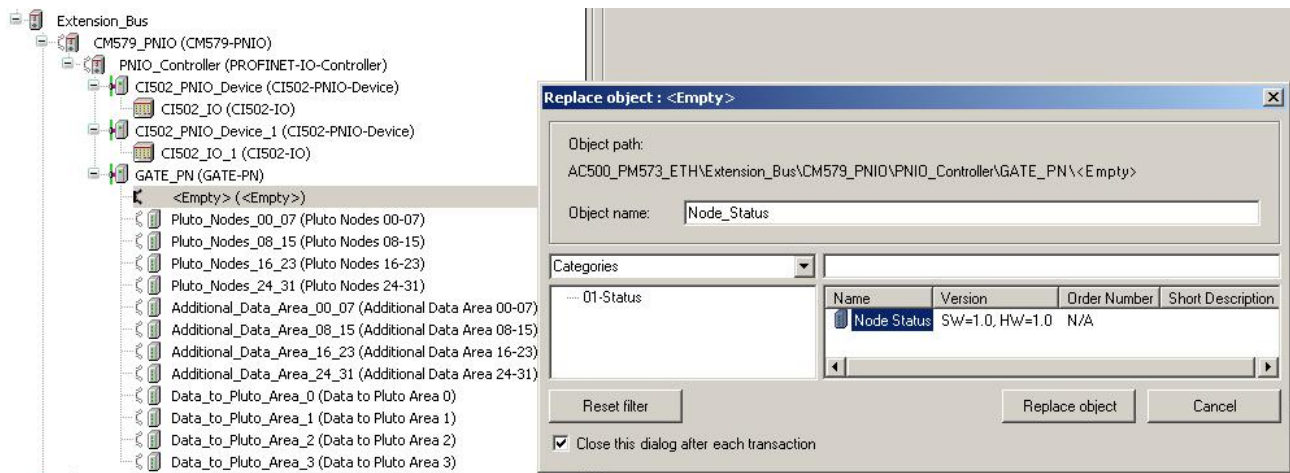 Extension_Bus
CM579_PNIO (CM579-PNIO)
PNIO_Controller (PROFINET-IO-Controller)
CI502_PNIO_Device (CI502-PNIO-Device)
CI502_IO (CI502-IO)
CI502_PNIO_Device_1 (CI502-PNIO-Device)
CI502_IO_1 (CI502-IO)
GATE_PN (GATE-PN)
<Empty> (<Empty>)
Pluto_Nodes_00_07 (Pluto Nodes 00-07)
Pluto_Nodes_08_15 (Pluto Nodes 08-15)
Pluto_Nodes_16_23 (Pluto Nodes 16-23)
Pluto_Nodes_24_31 (Pluto Nodes 24-31)
Additional_Data_Area_00_07 (Additional Data Area 00-07)
Additional_Data_Area_08_15 (Additional Data Area 08-15)
Additional_Data_Area_16_23 (Additional Data Area 16-23)
Additional_Data_Area_24_31 (Additional Data Area 24-31)
Data_to_Pluto_Area_0 (Data to Pluto Area 0)
Data_to_Pluto_Area_1 (Data to Pluto Area 1)
Data_to_Pluto_Area_2 (Data to Pluto Area 2)
Data_to_Pluto_Area_3 (Data to Pluto Area 3)
Replace object : <Empty>
Object path:
AC500_PM573_ETH\Extension_Bus\CM579_PNIO\PNIO_Controller\GATE_PN\<Empty>
Object name: Node_Status
Categories
01-Status
Name Version Order Number Short Description
Node Status SW=1.0, HW=1.0 N/A
Reset filter Replace object Cancel
Close this dialog after each transaction